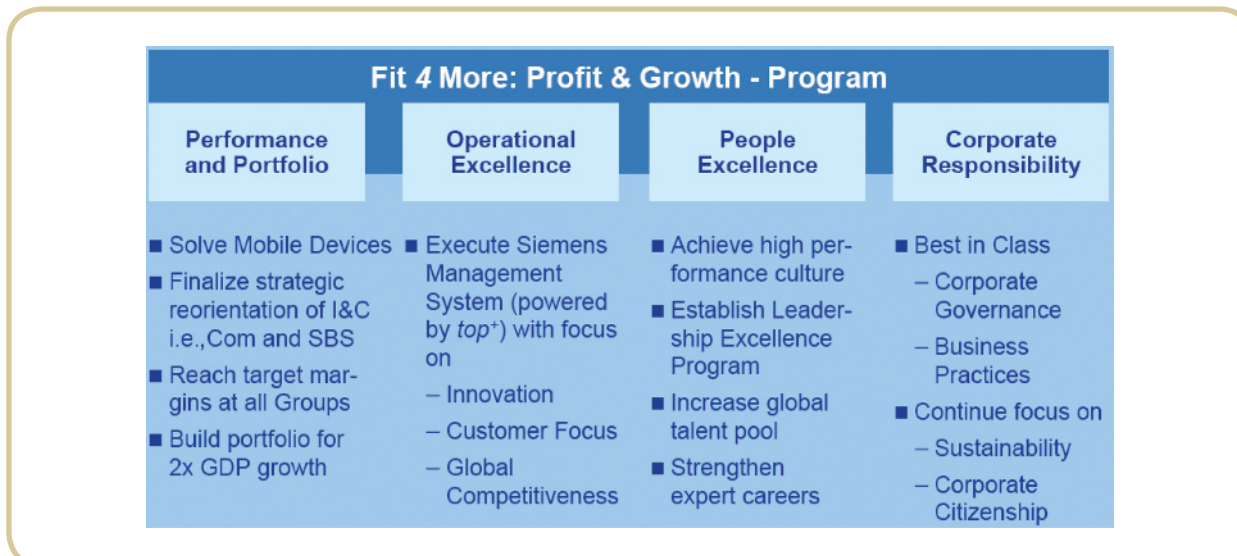 Fit 4 More: Profit & Growth - Program
Performance
and Portfolio
■ Solve Mobile Devices
■ Finalize strategic
reorientation of I&C
i.e.,Com and SBS
■ Reach target mar-
gins at all Groups
■ Build portfolio for
2x GDP growth
Operational
Excellence
■ Execute Siemens
Management
System (powered
by top+) with focus
on
– Innovation
– Customer Focus
– Global
Competitiveness
People
Excellence
■ Achieve high per-
formance culture
■ Establish Leader-
ship Excellence
Program
■ Increase global
talent pool
■ Strengthen
expert careers
Corporate
Responsibility
■ Best in Class
– Corporate
Governance
– Business
Practices
■ Continue focus on
– Sustainability
– Corporate
Citizenship